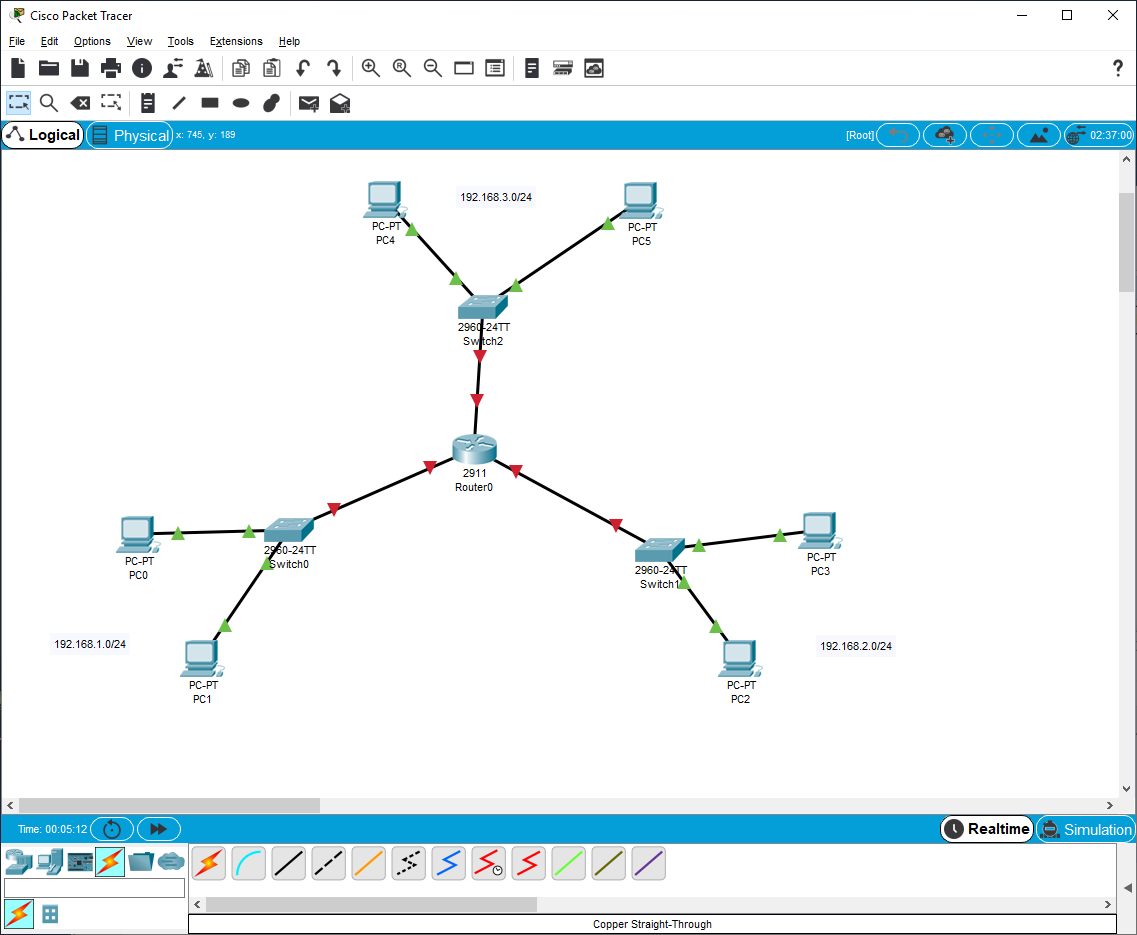 Cisco Packet Tracer
File Edit Options View Tools Extensions Help
Logical Physical x: 745, y: 189 [Root] 02:37:00
192.168.3.0/24
PC-PT
PC4
PC-PT
PC5
2960-24TT
Switch2
2911
Router0
PC-PT
PC0
2960-24TT
Switch0
2960-24TT
Switch1
PC-PT
PC3
192.168.1.0/24
192.168.2.0/24
PC-PT
PC1
PC-PT
PC2
Time: 00:05:12 Realtime Simulation
Copper Straight-Through